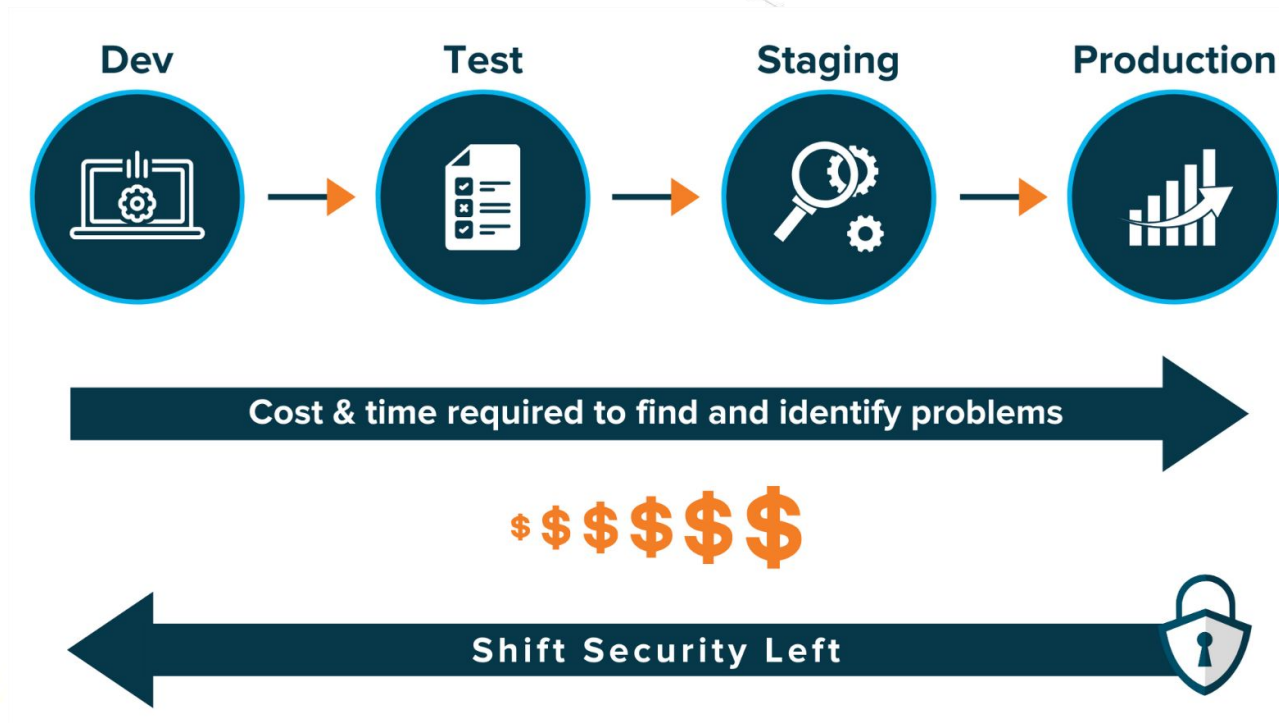 Dev
Test
Staging
Production
Cost & time required to find and identify problems
$ $ $ $ $ $
Shift Security Left